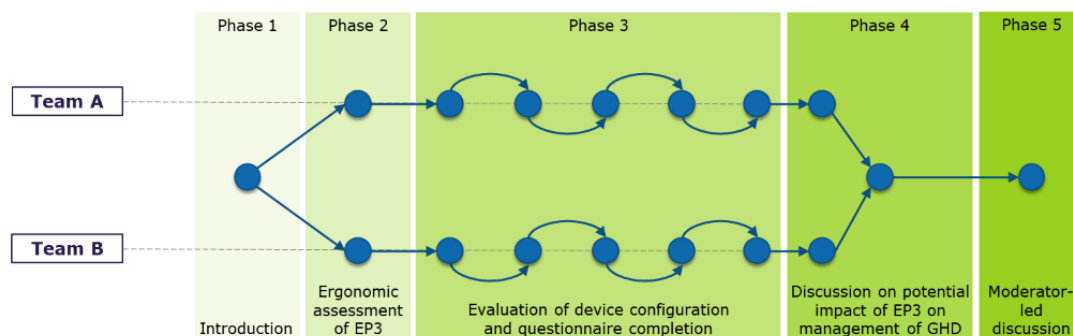 Phase 1
Phase 2
Phase 3
Phase 4
Phase 5
Team A
Team B
Introduction
Ergonomic
assessment
of EP3
Evaluation of device configuration
and questionnaire completion
Discussion on potential
impact of EP3 on
management of GHD
Moderator-
led
discussion